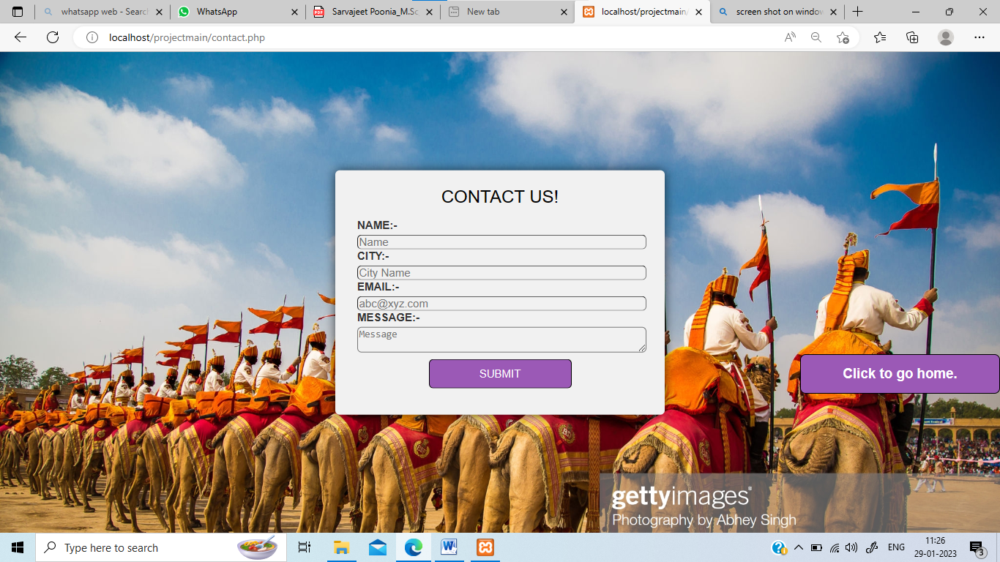 whatsapp web - Search
WhatsApp
PDF
Sarvajeet Poonia_M.Sc
New tab
localhost/projectmain/
screen shot on window
localhost/projectmain/contact.php
CONTACT US!
NAME:-
Name
CITY:-
City Name
EMAIL:-
abc@xyz.com
MESSAGE:-
Message
SUBMIT
Click to go home.
gettyimages®
Photography by Abhey Singh
Type here to search
ENG
11:26
29-01-2023
3